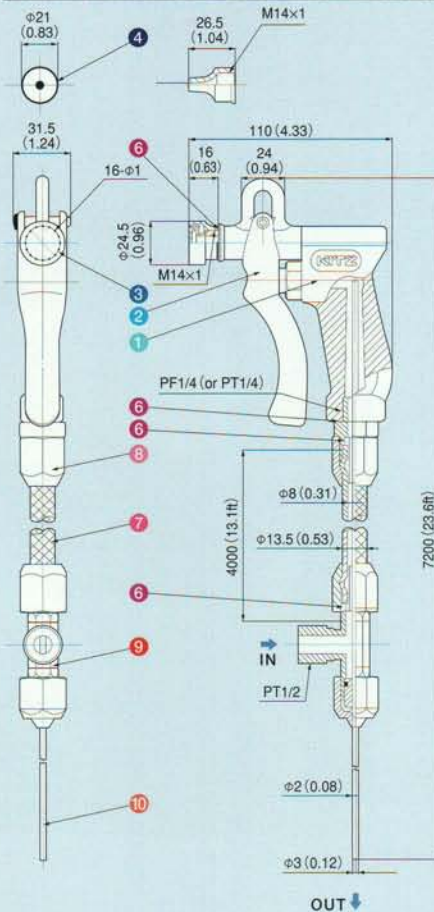 Φ21
(0.83)
4
26.5
(1.04)
M14×1
31.5
(1.24)
6
110 (4.33)
16
(0.63)
24
(0.94)
16-Φ1
Φ24.5
(0.96)
KITZ
M14×1
3
2
1
PF1/4 (or PT1/4)
6
6
8
Φ8 (0.31)
4000 (13.1ft)
7200 (23.6ft)
7
Φ13.5 (0.53)
6
IN
9
PT1/2
10
Φ2 (0.08)
Φ3 (0.12)
OUT